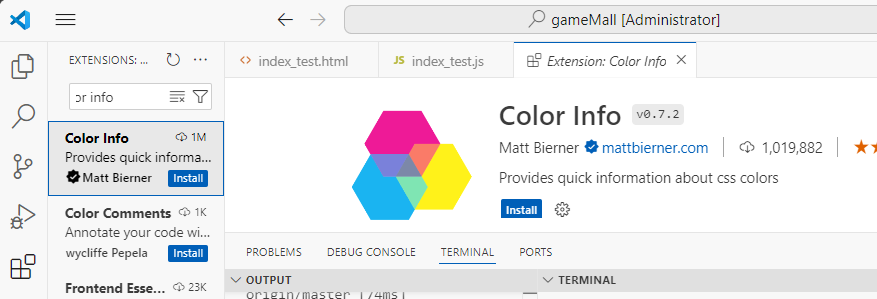 gameMall [Administrator]
EXTENSIONS: ...
or info
Color Info 1M
Provides quick informa...
Matt Bierner Install
Color Comments 1K
Annotate your code wi...
wycliffe Pepela Install
Frontend Esse... 23K
<> index_test.html
JS index_test.js
Extension: Color Info
Color Info v0.7.2
Matt Bierner mattbierner.com 1,019,882
Provides quick information about css colors
Install
PROBLEMS DEBUG CONSOLE TERMINAL PORTS
OUTPUT
origin/master [74ms]
TERMINAL